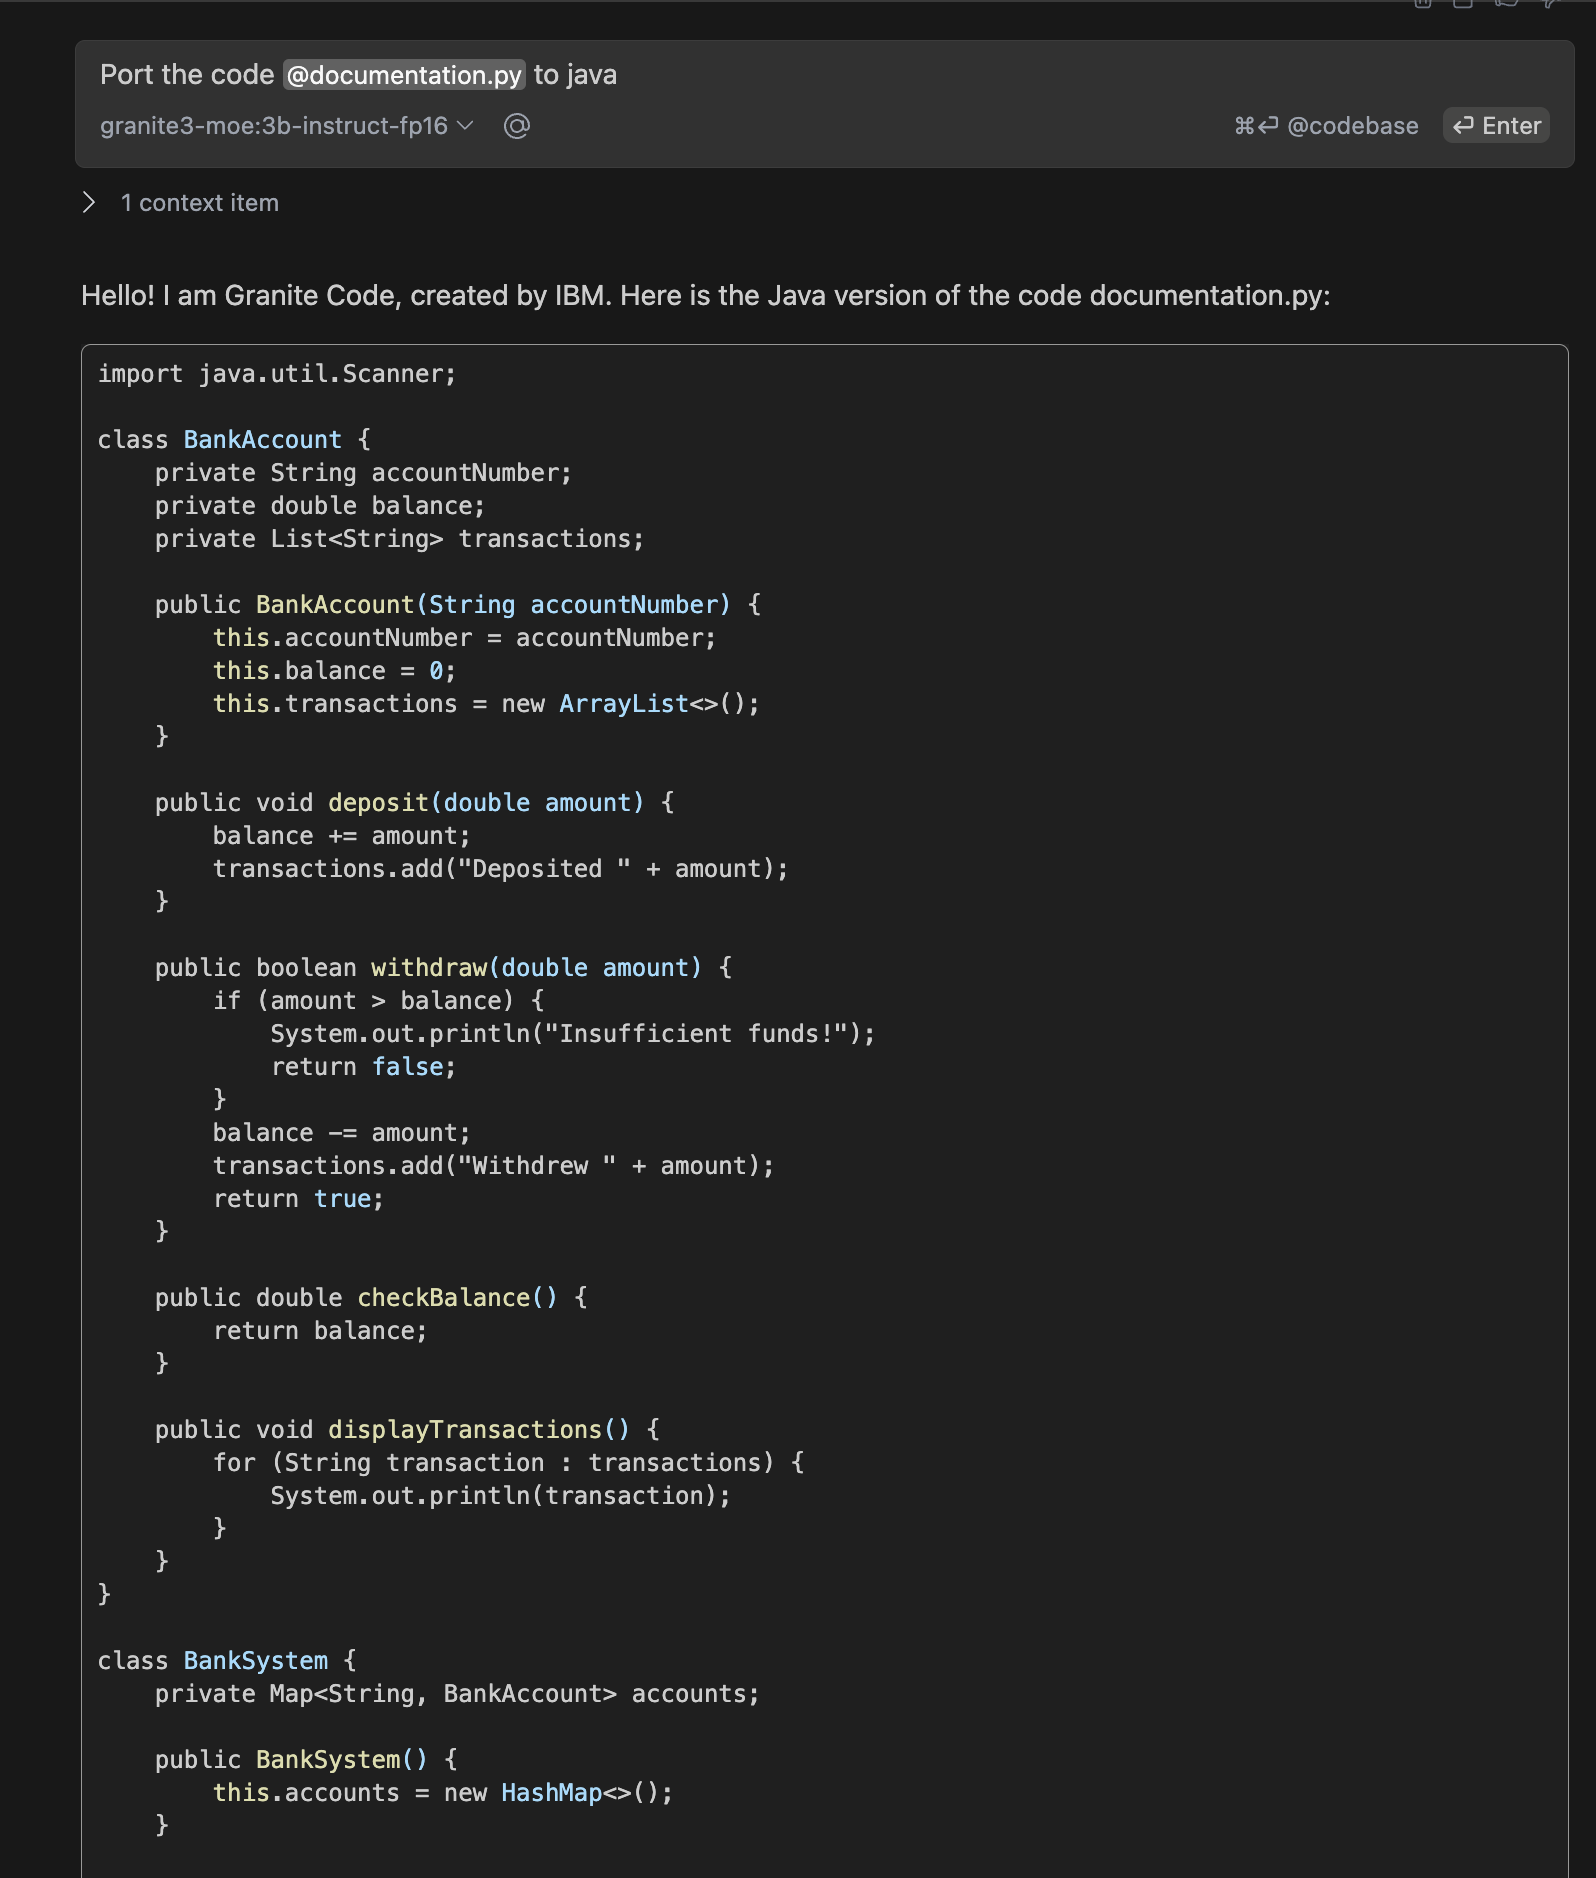 Port the code @documentation.py to java
granite3-moe:3b-instruct-fp16
⌘⏎ @codebase ⏎ Enter
1 context item
Hello! I am Granite Code, created by IBM. Here is the Java version of the code documentation.py:
import java.util.Scanner;
class BankAccount {
    private String accountNumber;
    private double balance;
    private List<String> transactions;
    public BankAccount(String accountNumber) {
        this.accountNumber = accountNumber;
        this.balance = 0;
        this.transactions = new ArrayList<>();
    }
    public void deposit(double amount) {
        balance += amount;
        transactions.add("Deposited " + amount);
    }
    public boolean withdraw(double amount) {
        if (amount > balance) {
            System.out.println("Insufficient funds!");
            return false;
        }
        balance -= amount;
        transactions.add("Withdrew " + amount);
        return true;
    }
    public double checkBalance() {
        return balance;
    }
    public void displayTransactions() {
        for (String transaction : transactions) {
            System.out.println(transaction);
        }
    }
}
class BankSystem {
    private Map<String, BankAccount> accounts;
    public BankSystem() {
        this.accounts = new HashMap<>();
    }